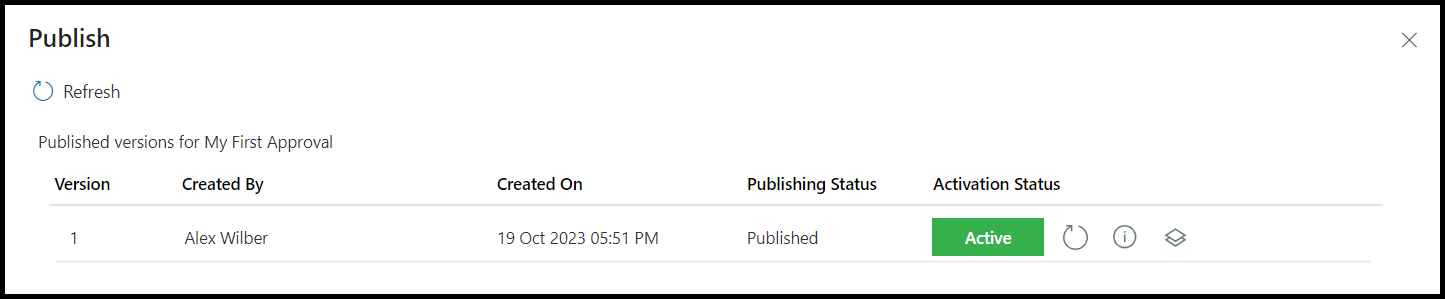 Publish
Refresh
Published versions for My First Approval
Version Created By Created On Publishing Status Activation Status
1 Alex Wilber 19 Oct 2023 05:51 PM Published Active